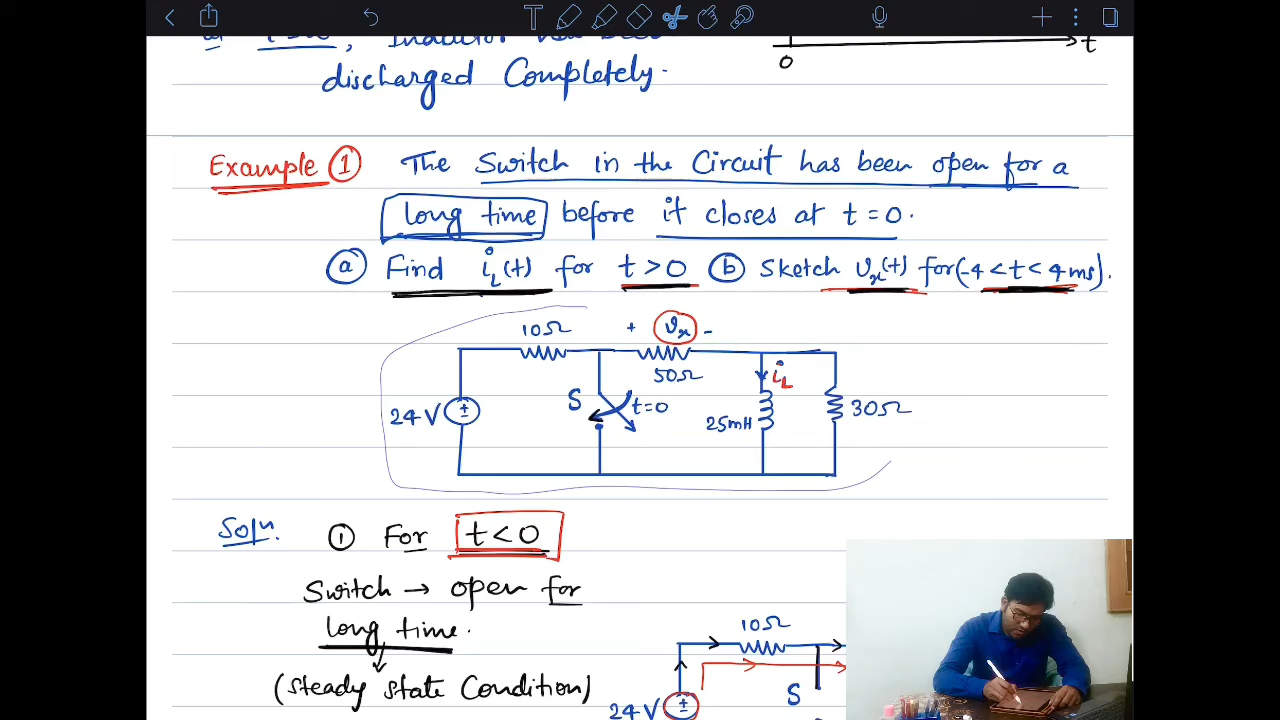 discharged Completely.
t
0
Example 1 The Switch in the Circuit has been open for a
long time before it closes at t = 0.
a Find iL(t) for t > 0 b Sketch vx(t) for (-4 < t < 4 ms).
10Ω + vx -
50Ω
iL
24V ± S t=0 25mH 30Ω
Soln. 1 For t < 0
Switch → open for
long time.
(Steady state Condition)
10Ω
S
24V ±